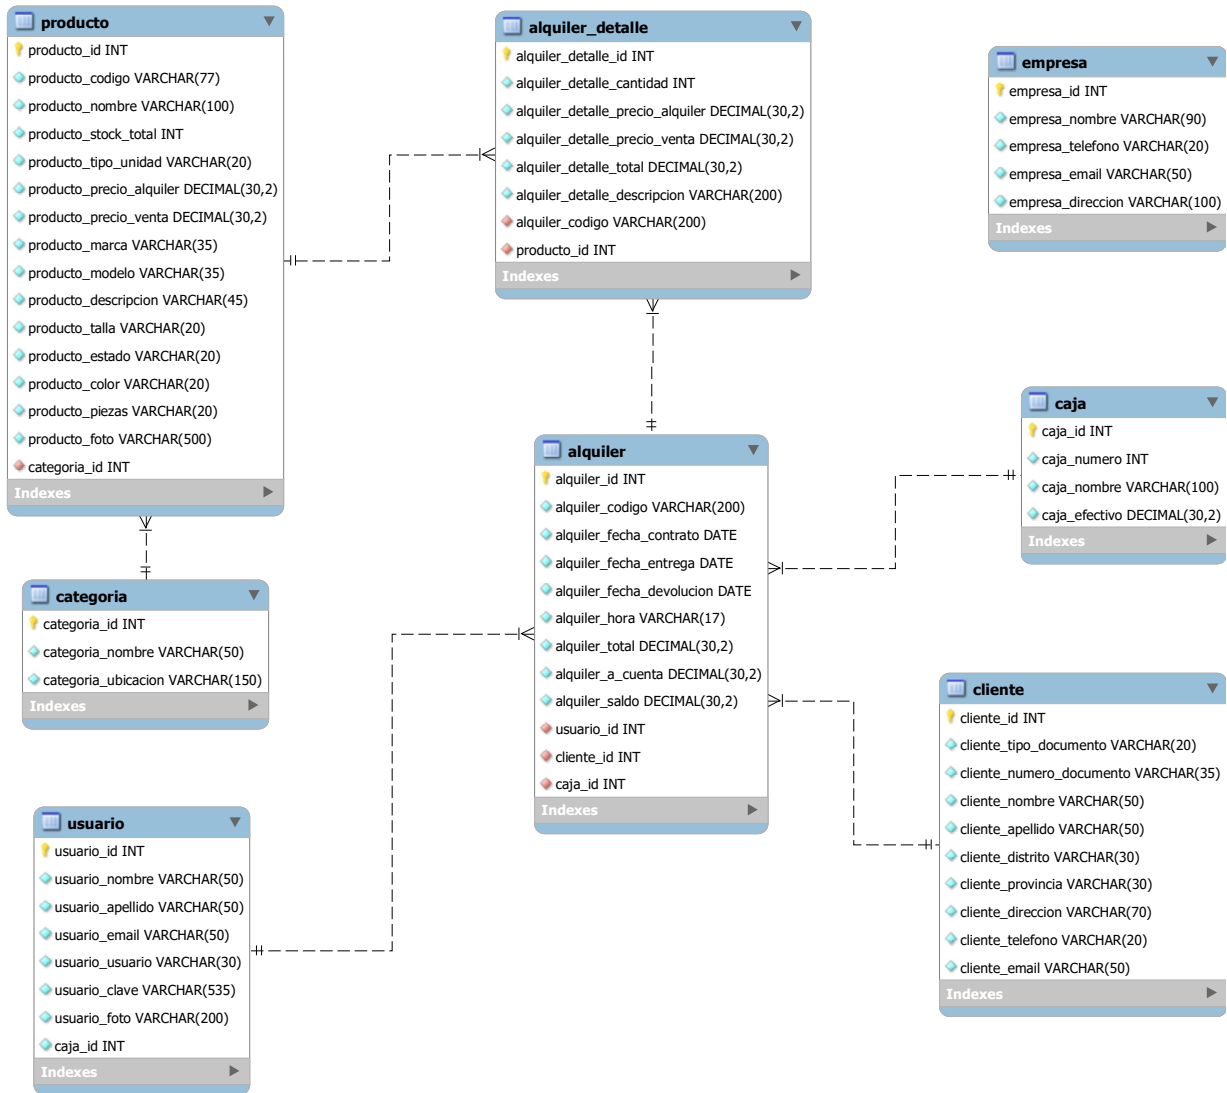 producto
producto_id INT
producto_codigo VARCHAR(77)
producto_nombre VARCHAR(100)
producto_stock_total INT
producto_tipo_unidad VARCHAR(20)
producto_precio_alquiler DECIMAL(30,2)
producto_precio_venta DECIMAL(30,2)
producto_marca VARCHAR(35)
producto_modelo VARCHAR(35)
producto_descripcion VARCHAR(45)
producto_talla VARCHAR(20)
producto_estado VARCHAR(20)
producto_color VARCHAR(20)
producto_piezas VARCHAR(20)
producto_foto VARCHAR(500)
categoria_id INT
Indexes
alquiler_detalle
alquiler_detalle_id INT
alquiler_detalle_cantidad INT
alquiler_detalle_precio_alquiler DECIMAL(30,2)
alquiler_detalle_precio_venta DECIMAL(30,2)
alquiler_detalle_total DECIMAL(30,2)
alquiler_detalle_descripcion VARCHAR(200)
alquiler_codigo VARCHAR(200)
producto_id INT
Indexes
empresa
empresa_id INT
empresa_nombre VARCHAR(90)
empresa_telefono VARCHAR(20)
empresa_email VARCHAR(50)
empresa_direccion VARCHAR(100)
Indexes
caja
caja_id INT
caja_numero INT
caja_nombre VARCHAR(100)
caja_efectivo DECIMAL(30,2)
Indexes
alquiler
alquiler_id INT
alquiler_codigo VARCHAR(200)
alquiler_fecha_contrato DATE
alquiler_fecha_entrega DATE
alquiler_fecha_devolucion DATE
alquiler_hora VARCHAR(17)
alquiler_total DECIMAL(30,2)
alquiler_a_cuenta DECIMAL(30,2)
alquiler_saldo DECIMAL(30,2)
usuario_id INT
cliente_id INT
caja_id INT
Indexes
categoria
categoria_id INT
categoria_nombre VARCHAR(50)
categoria_ubicacion VARCHAR(150)
Indexes
cliente
cliente_id INT
cliente_tipo_documento VARCHAR(20)
cliente_numero_documento VARCHAR(35)
cliente_nombre VARCHAR(50)
cliente_apellido VARCHAR(50)
cliente_distrito VARCHAR(30)
cliente_provincia VARCHAR(30)
cliente_direccion VARCHAR(70)
cliente_telefono VARCHAR(20)
cliente_email VARCHAR(50)
Indexes
usuario
usuario_id INT
usuario_nombre VARCHAR(50)
usuario_apellido VARCHAR(50)
usuario_email VARCHAR(50)
usuario_usuario VARCHAR(30)
usuario_clave VARCHAR(535)
usuario_foto VARCHAR(200)
caja_id INT
Indexes